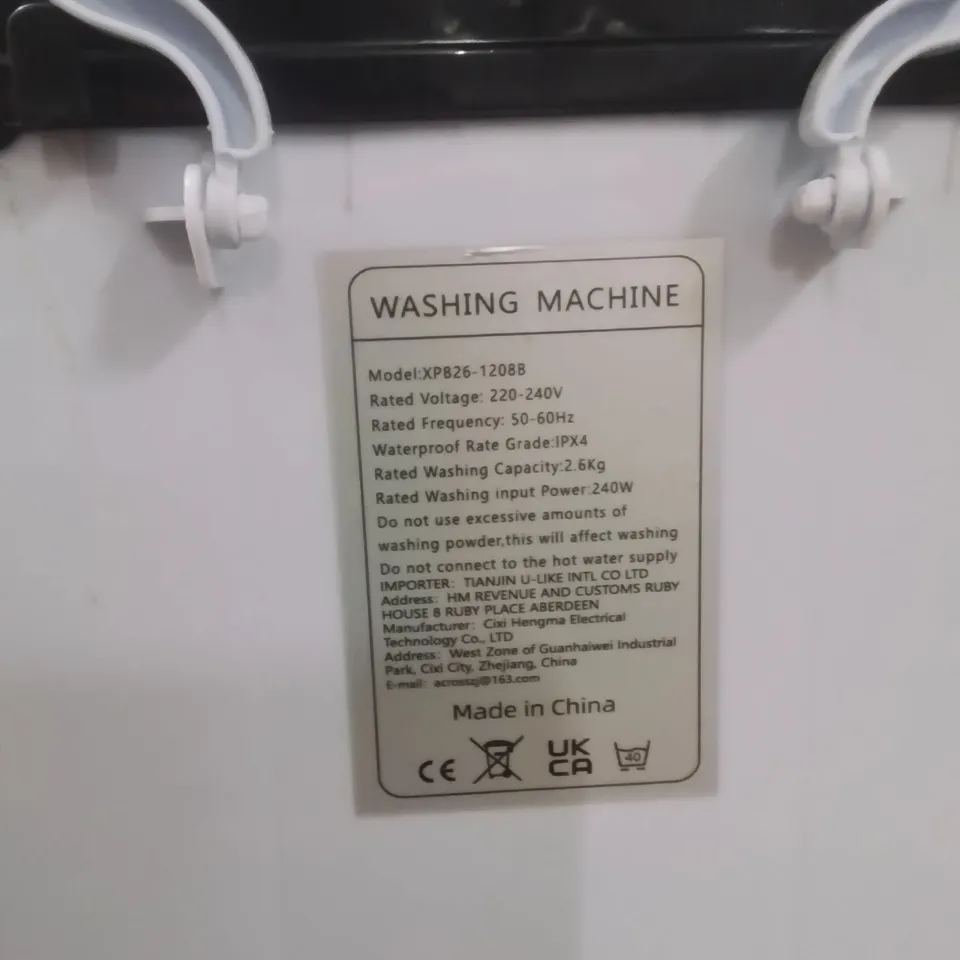 WASHING MACHINE
Model:XPB26-1208B
Rated Voltage: 220-240V
Rated Frequency: 50-60Hz
Waterproof Rate Grade:IPX4
Rated Washing Capacity:2.6Kg
Rated Washing input Power:240W
Do not use excessive amounts of
washing powder,this will affect washing
Do not connect to the hot water supply
IMPORTER: TIANJIN U-LIKE INTL CO LTD
Address: HM REVENUE AND CUSTOMS RUBY
HOUSE 8 RUBY PLACE ABERDEEN
Manufacturer: Cixi Hengma Electrical
Technology Co., LTD
Address: West Zone of Guanhaiwei Industrial
Park, Cixi City, Zhejiang, China
E-mail: acrosszj@163.com
Made in China
CE UK CA 40